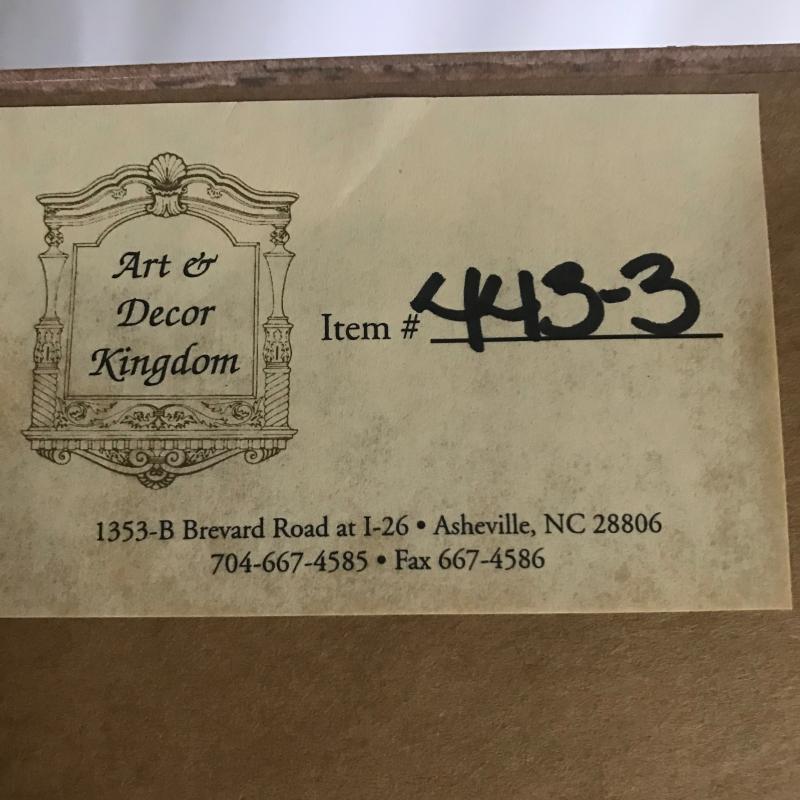 Art &
Decor
Kingdom
Item # 443-3
1353-B Brevard Road at I-26 • Asheville, NC 28806
704-667-4585 • Fax 667-4586